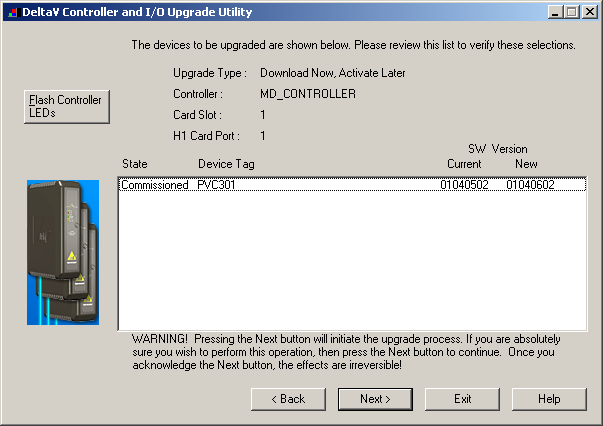 DeltaV Controller and I/O Upgrade Utility
The devices to be upgraded are shown below. Please review this list to verify these selections.
Upgrade Type : Download Now, Activate Later
Flash Controller
LEDs
Controller : MD_CONTROLLER
Card Slot : 1
H1 Card Port : 1
SW Version
State Device Tag Current New
Commissioned PVC301 01040502 01040602
WARNING! Pressing the Next button will initiate the upgrade process. If you are absolutely
sure you wish to perform this operation, then press the Next button to continue. Once you
acknowledge the Next button, the effects are irreversible!
< Back Next > Exit Help